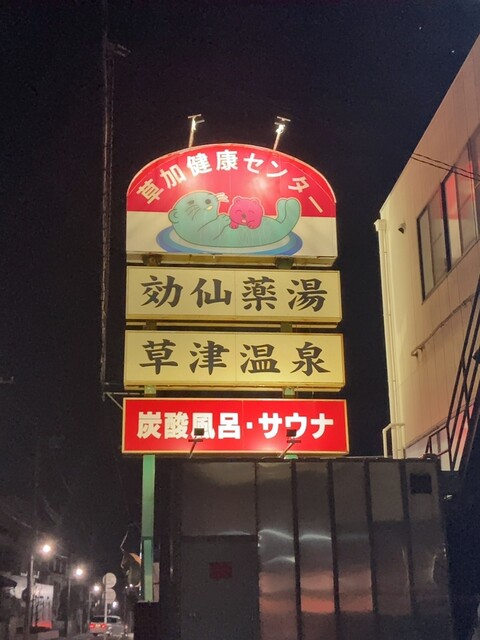 草加健康センター
効仙薬湯
草津温泉
炭酸風呂・サウナ